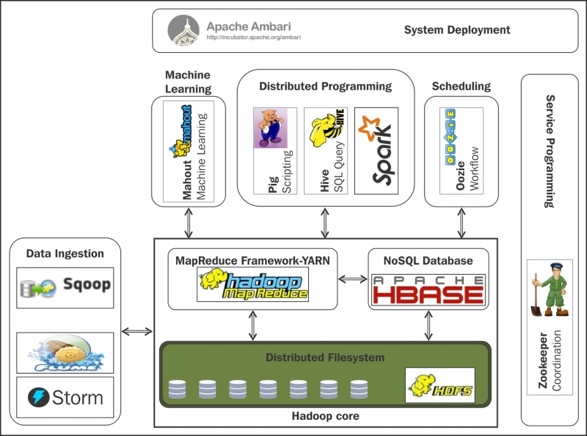 Apache Ambari
http://incubator.apache.org/ambari
System Deployment
Machine
Learning
mahout
Mahout
Machine Learning
Distributed Programming
Pig
Scripting
HIVE
Hive
SQL Query
Spark
Scheduling
OOZIE
Oozie
Workflow
Service Programming
Zookeeper
Coordination
Data Ingestion
Sqoop
flume
Storm
MapReduce Framework-YARN
hadoop
MapReduce
NoSQL Database
APACHE
HBASE
Distributed Filesystem
HDFS
Hadoop core